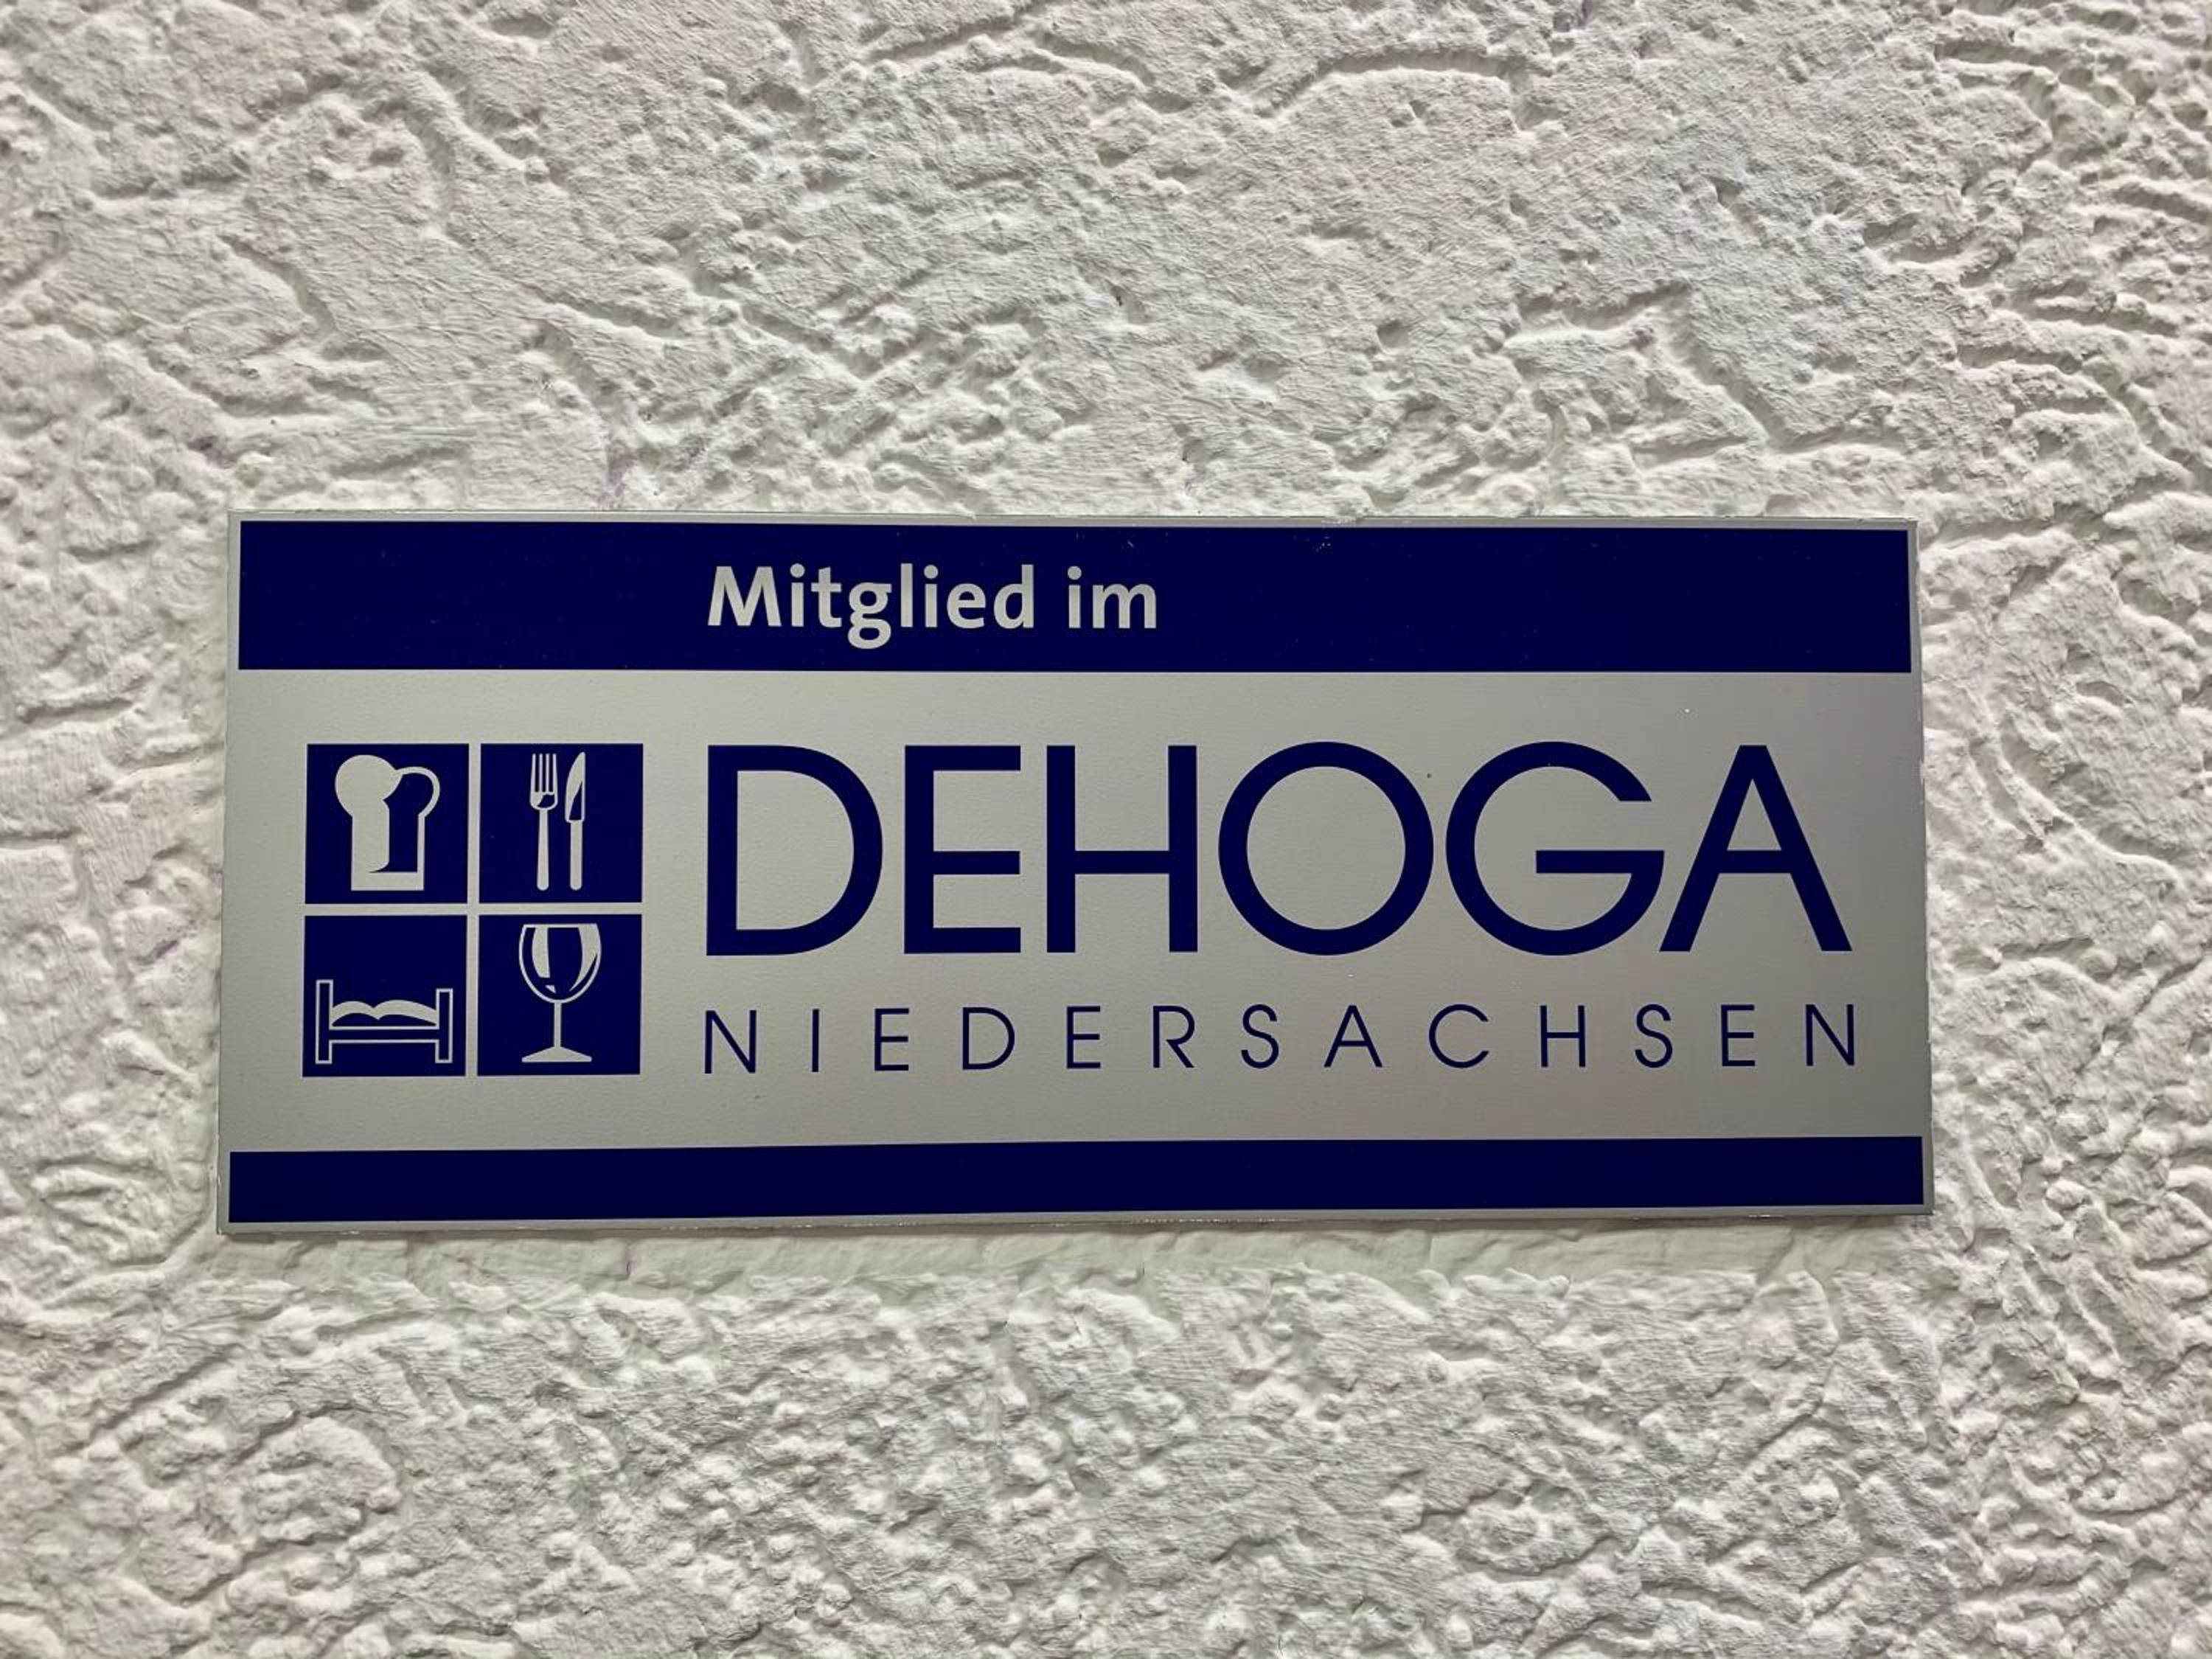 Mitglied im
DEHOGA
NIEDERSACHSEN